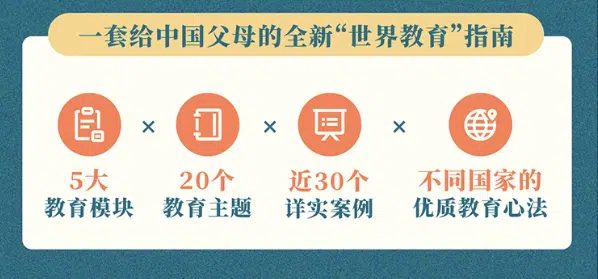 一套给中国父母的全新“世界教育”指南
5大 × 20个 × 近30个 × 不同国家的
教育模块 教育主题 详实案例 优质教育心法